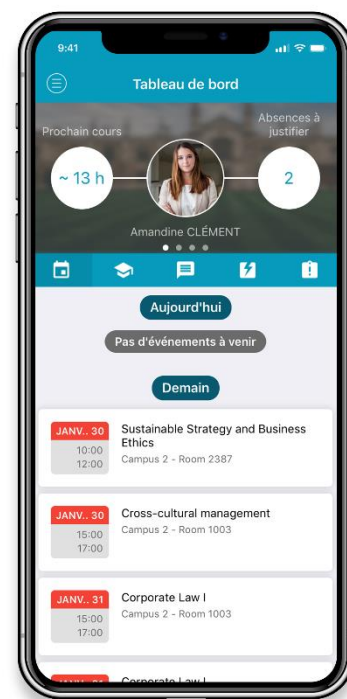 9:41
Tableau de bord
Prochain cours
Absences à
justifier
~ 13 h
2
Amandine CLÉMENT
Aujourd'hui
Pas d'événements à venir
Demain
JANV.. 30
10:00
12:00
Sustainable Strategy and Business
Ethics
Campus 2 - Room 2387
JANV.. 30
15:00
17:00
Cross-cultural management
Campus 2 - Room 1003
JANV.. 31
15:00
17:00
Corporate Law I
Campus 2 - Room 1003
Corporate Law I